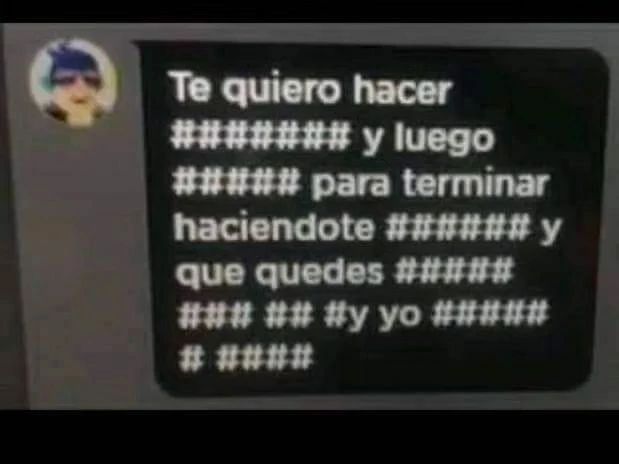 Te quiero hacer
####### y luego
##### para terminar
haciendote ###### y
que quedes #####
### ## #y yo #####
# ####